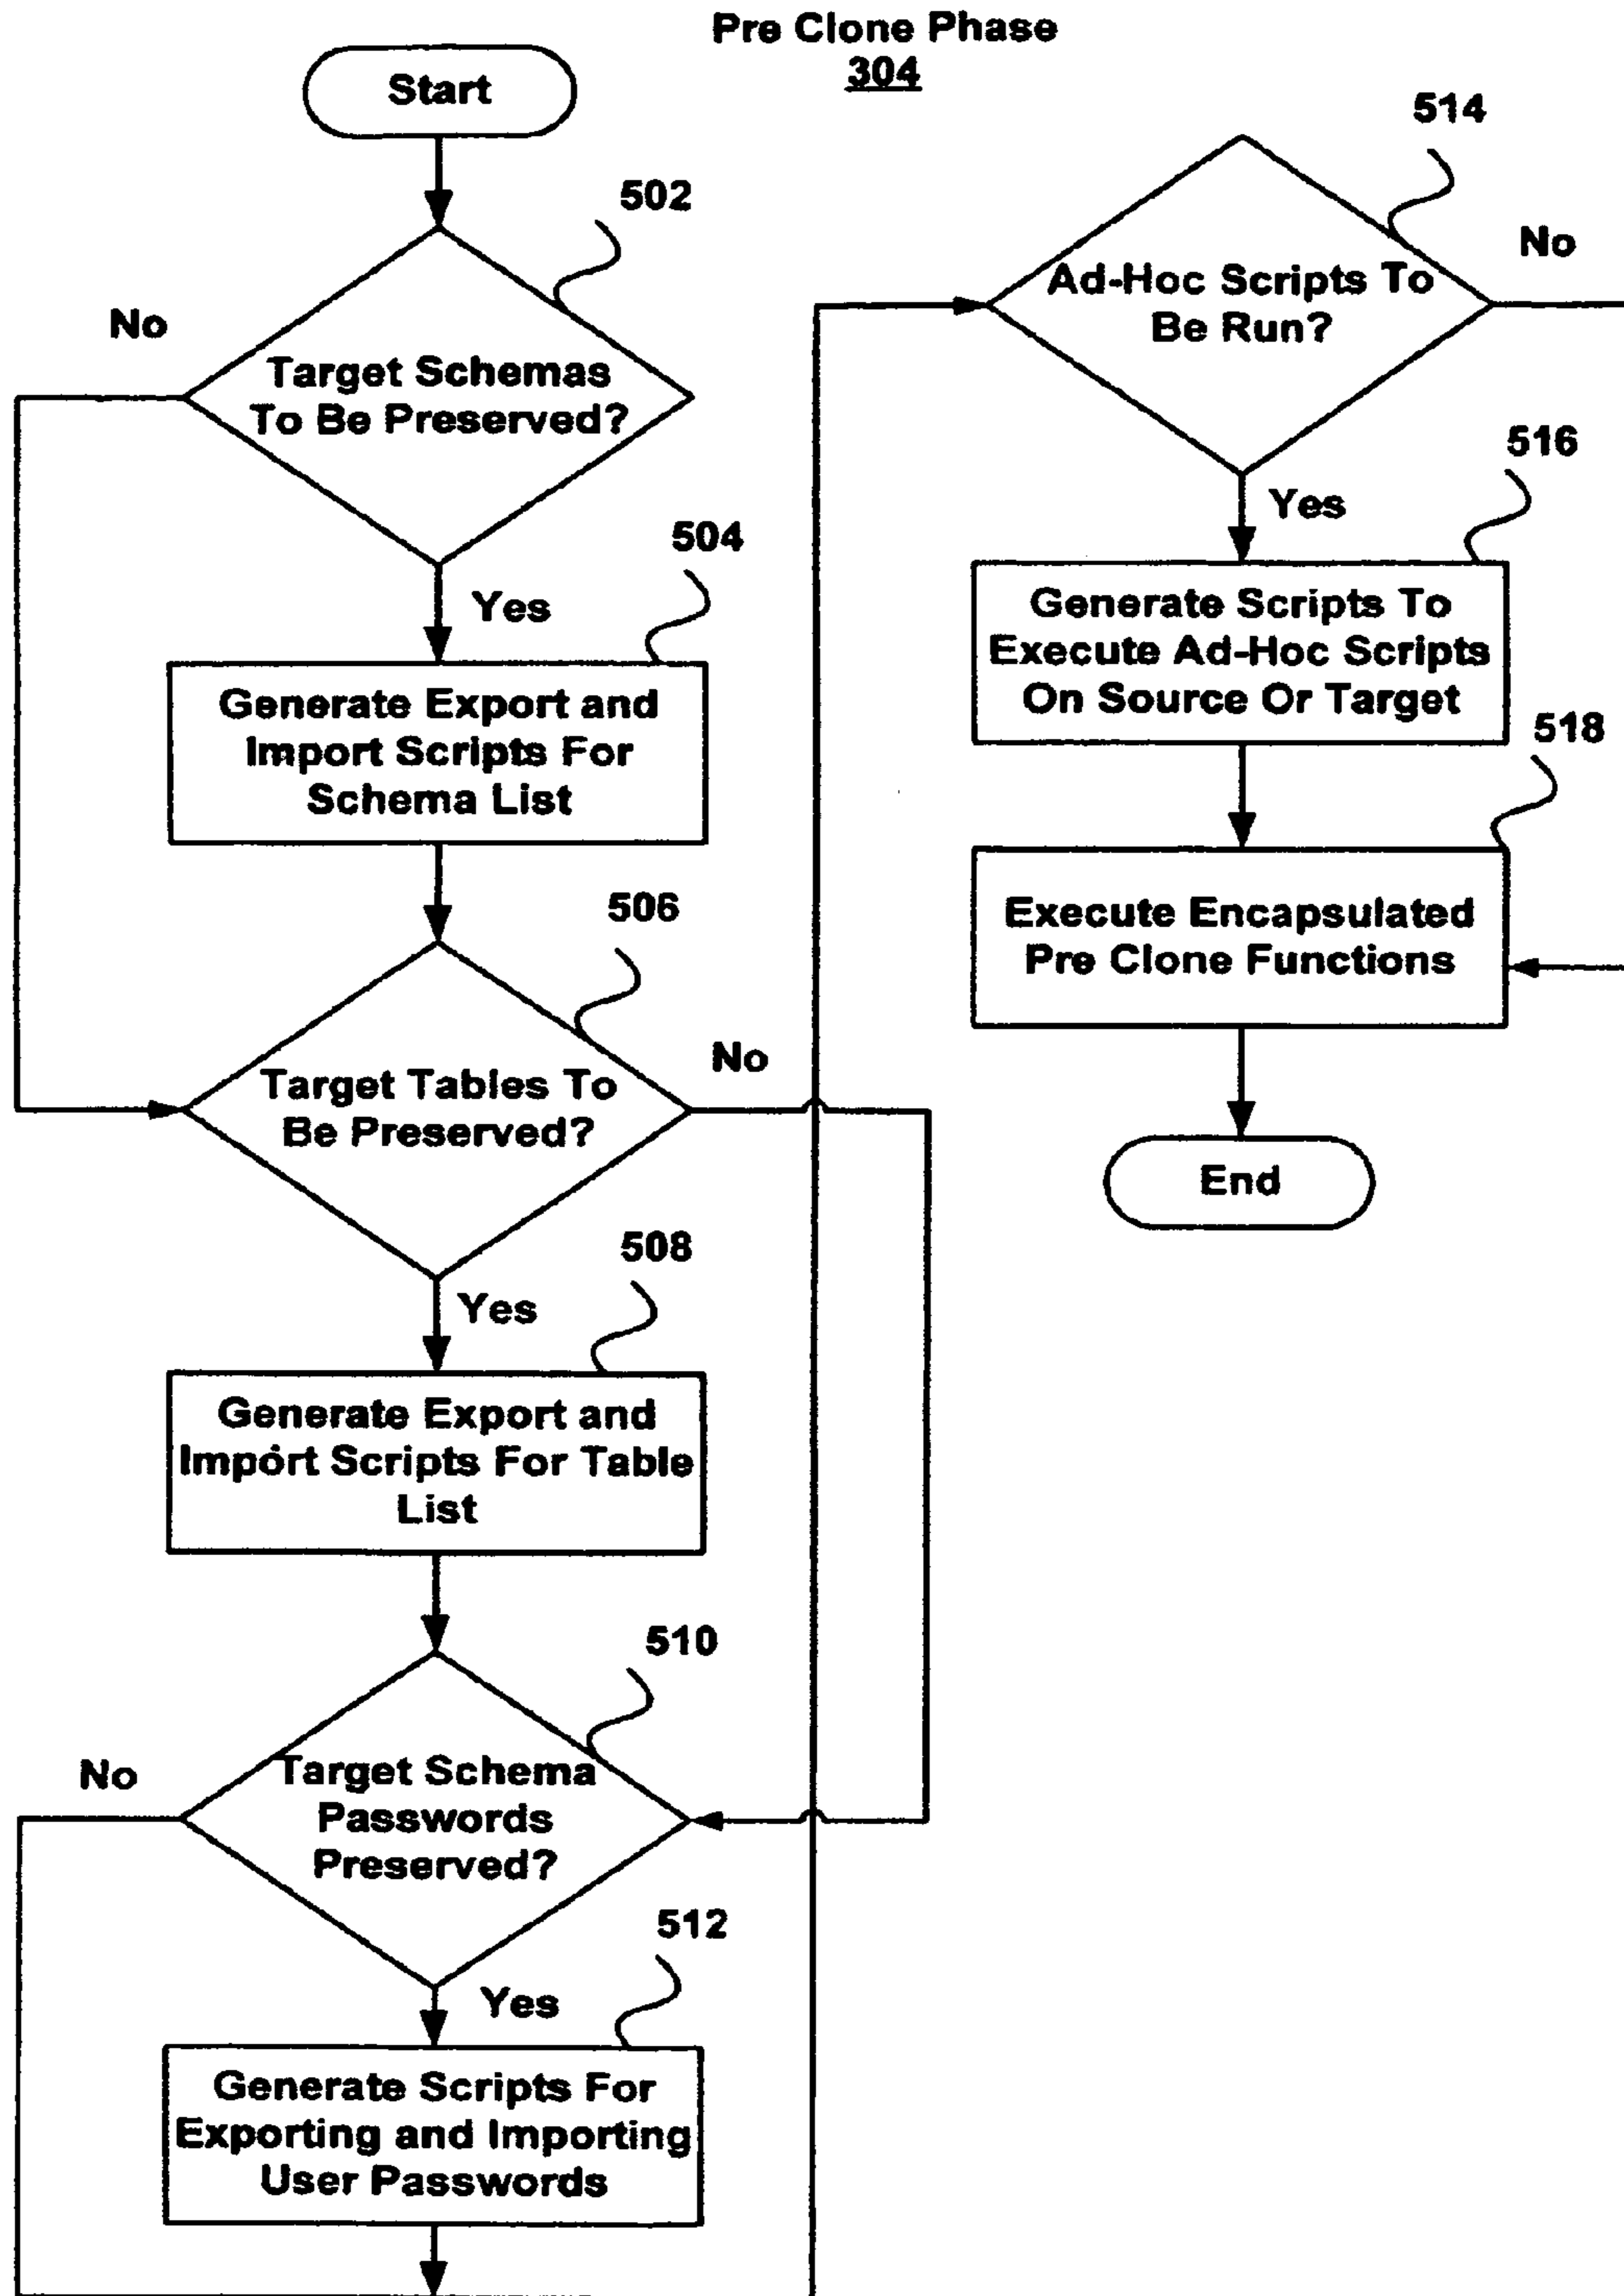 Pre Clone Phase
304
Start
502
No
Target Schemas
To Be Preserved?
Yes
504
Generate Export and
Import Scripts For
Schema List
506
No
Target Tables To
Be Preserved?
Yes
508
Generate Export and
Import Scripts For Table
List
510
No
Target Schema
Passwords
Preserved?
Yes
512
Generate Scripts For
Exporting and Importing
User Passwords
514
No
Ad-Hoc Scripts To
Be Run?
Yes
516
Generate Scripts To
Execute Ad-Hoc Scripts
On Source Or Target
518
Execute Encapsulated
Pre Clone Functions
End